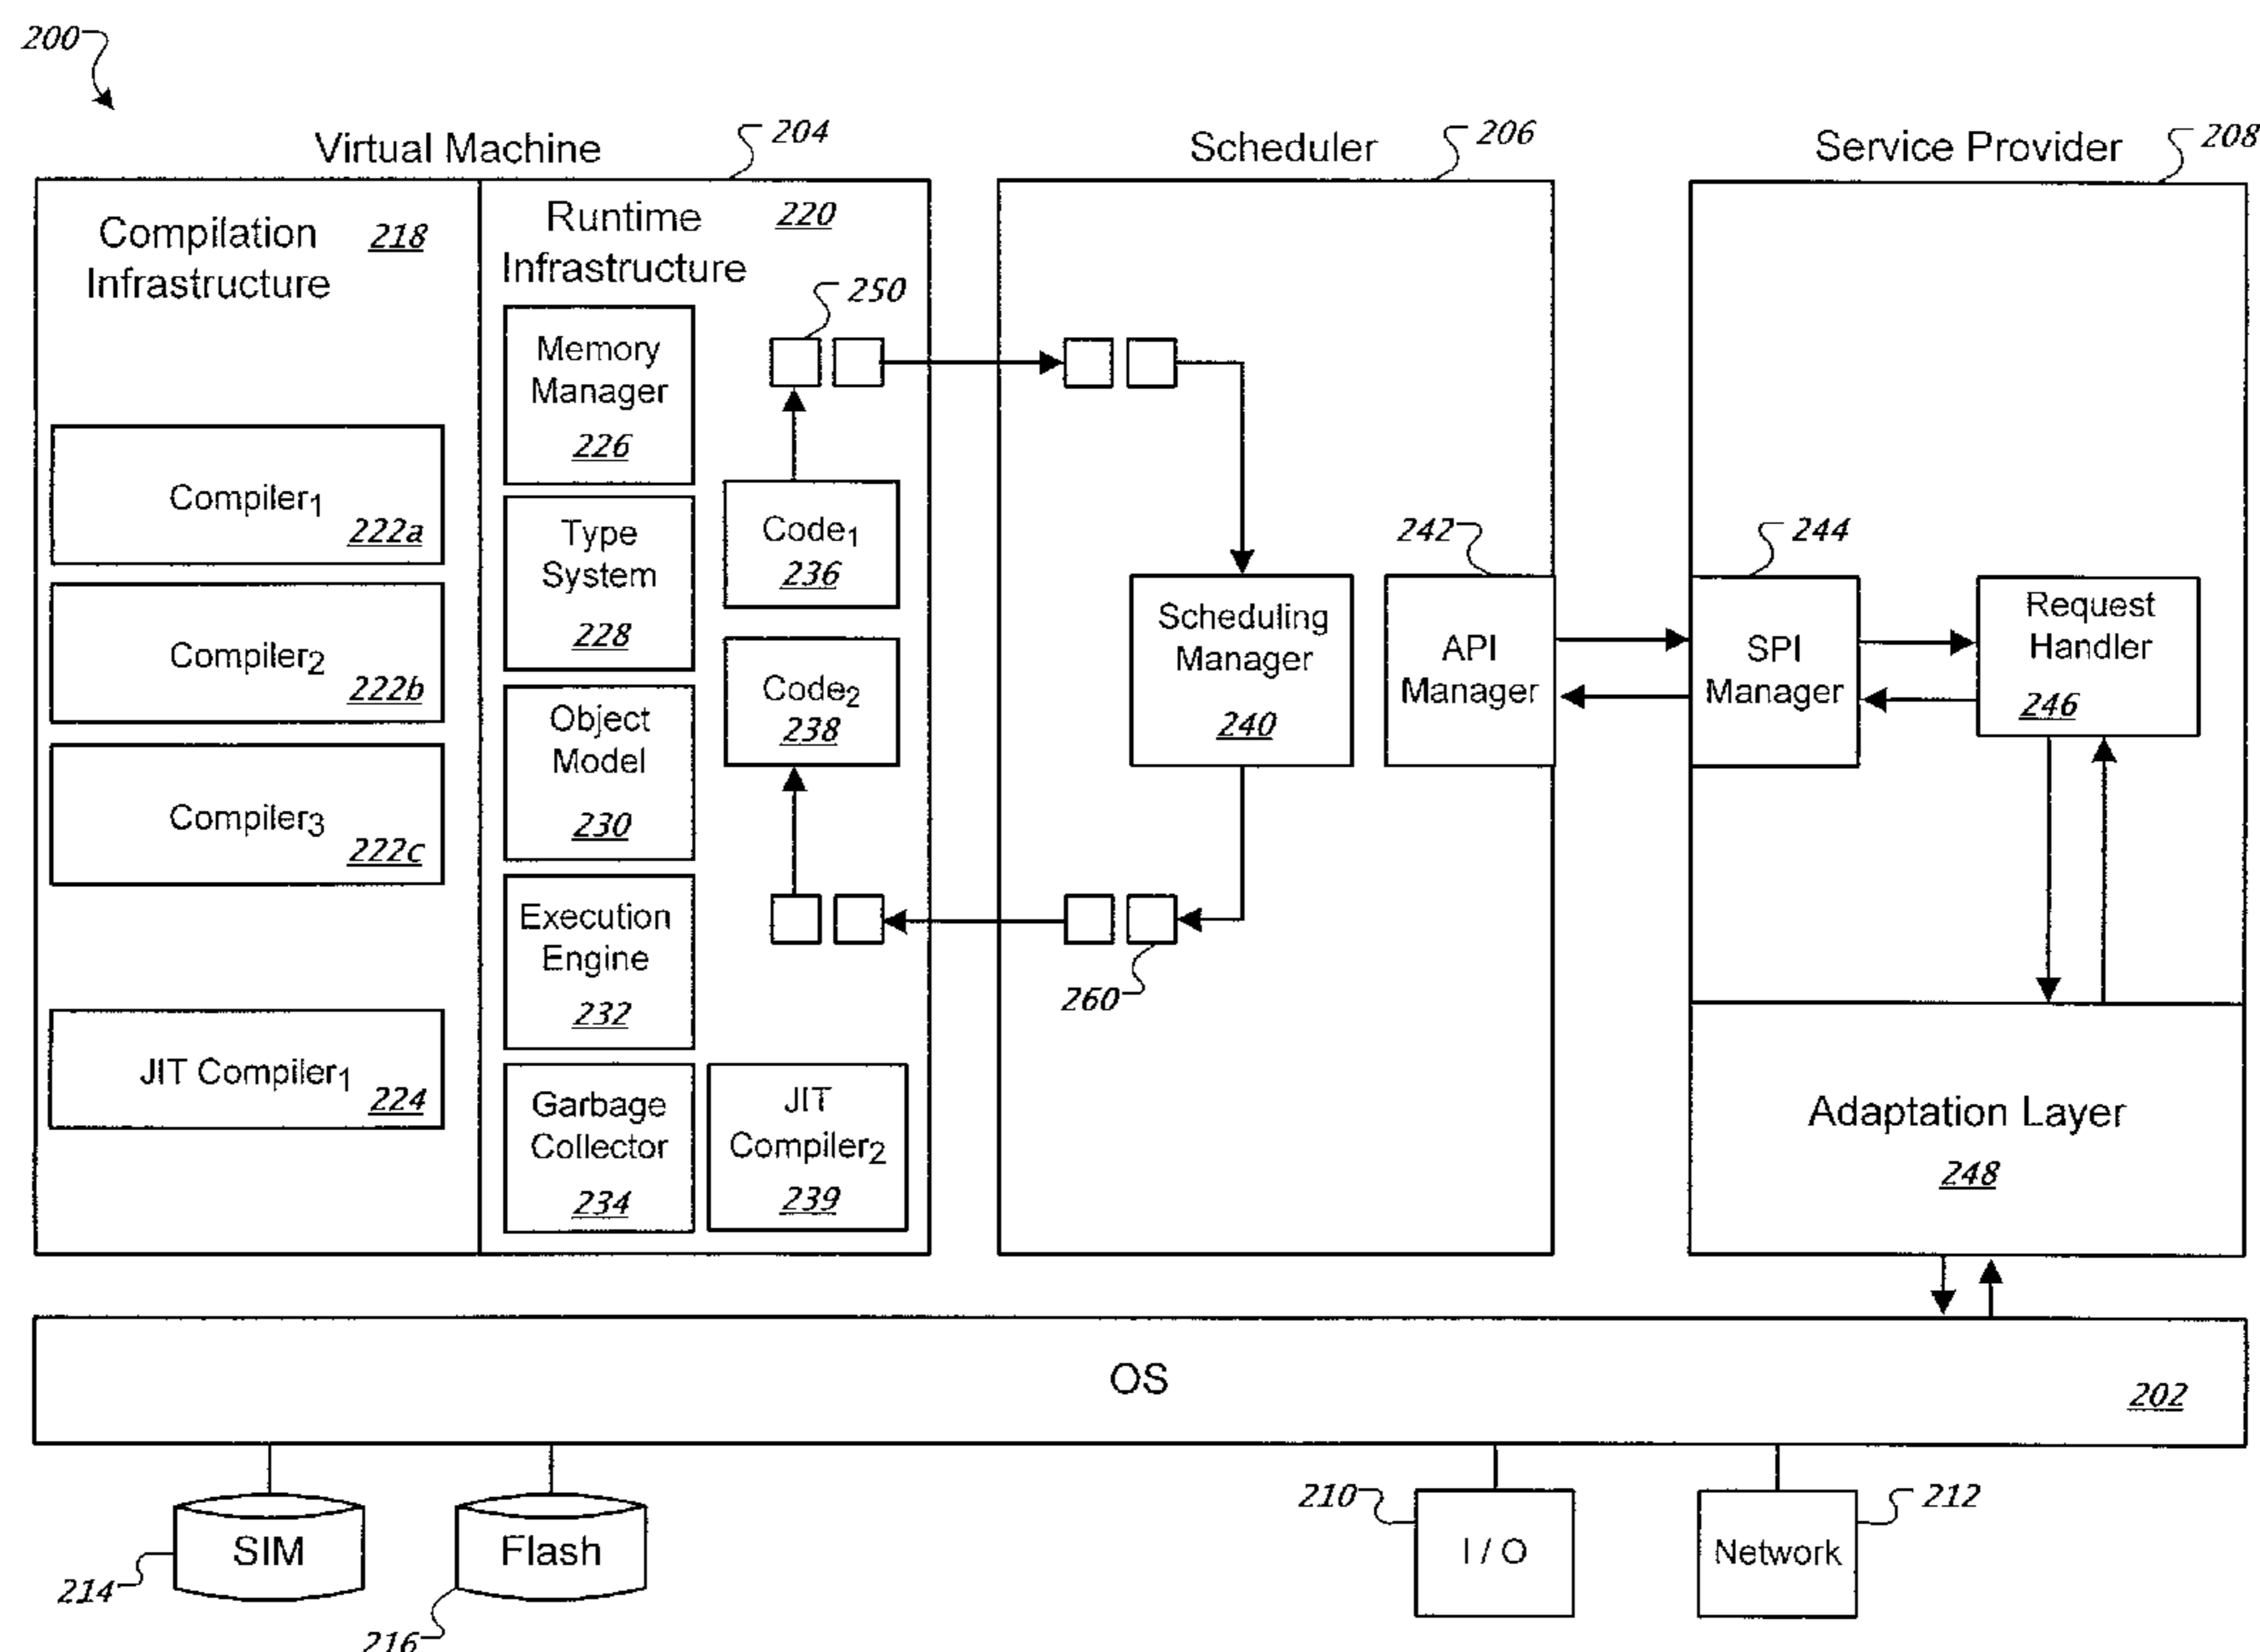 200
Virtual Machine
204
Scheduler
206
Service Provider
208
Compilation
Infrastructure
218
Runtime
Infrastructure
220
250
Memory
Manager
226
Compiler1
222a
Type
System
228
Code1
236
242
244
Compiler2
222b
Code2
238
Scheduling
Manager
240
API
Manager
SPI
Manager
Request
Handler
246
Object
Model
230
Compiler3
222c
Execution
Engine
232
260
JIT Compiler1
224
Garbage
Collector
234
JIT
Compiler2
239
Adaptation Layer
248
OS
202
SIM
214
Flash
216
210
I / O
Network
212